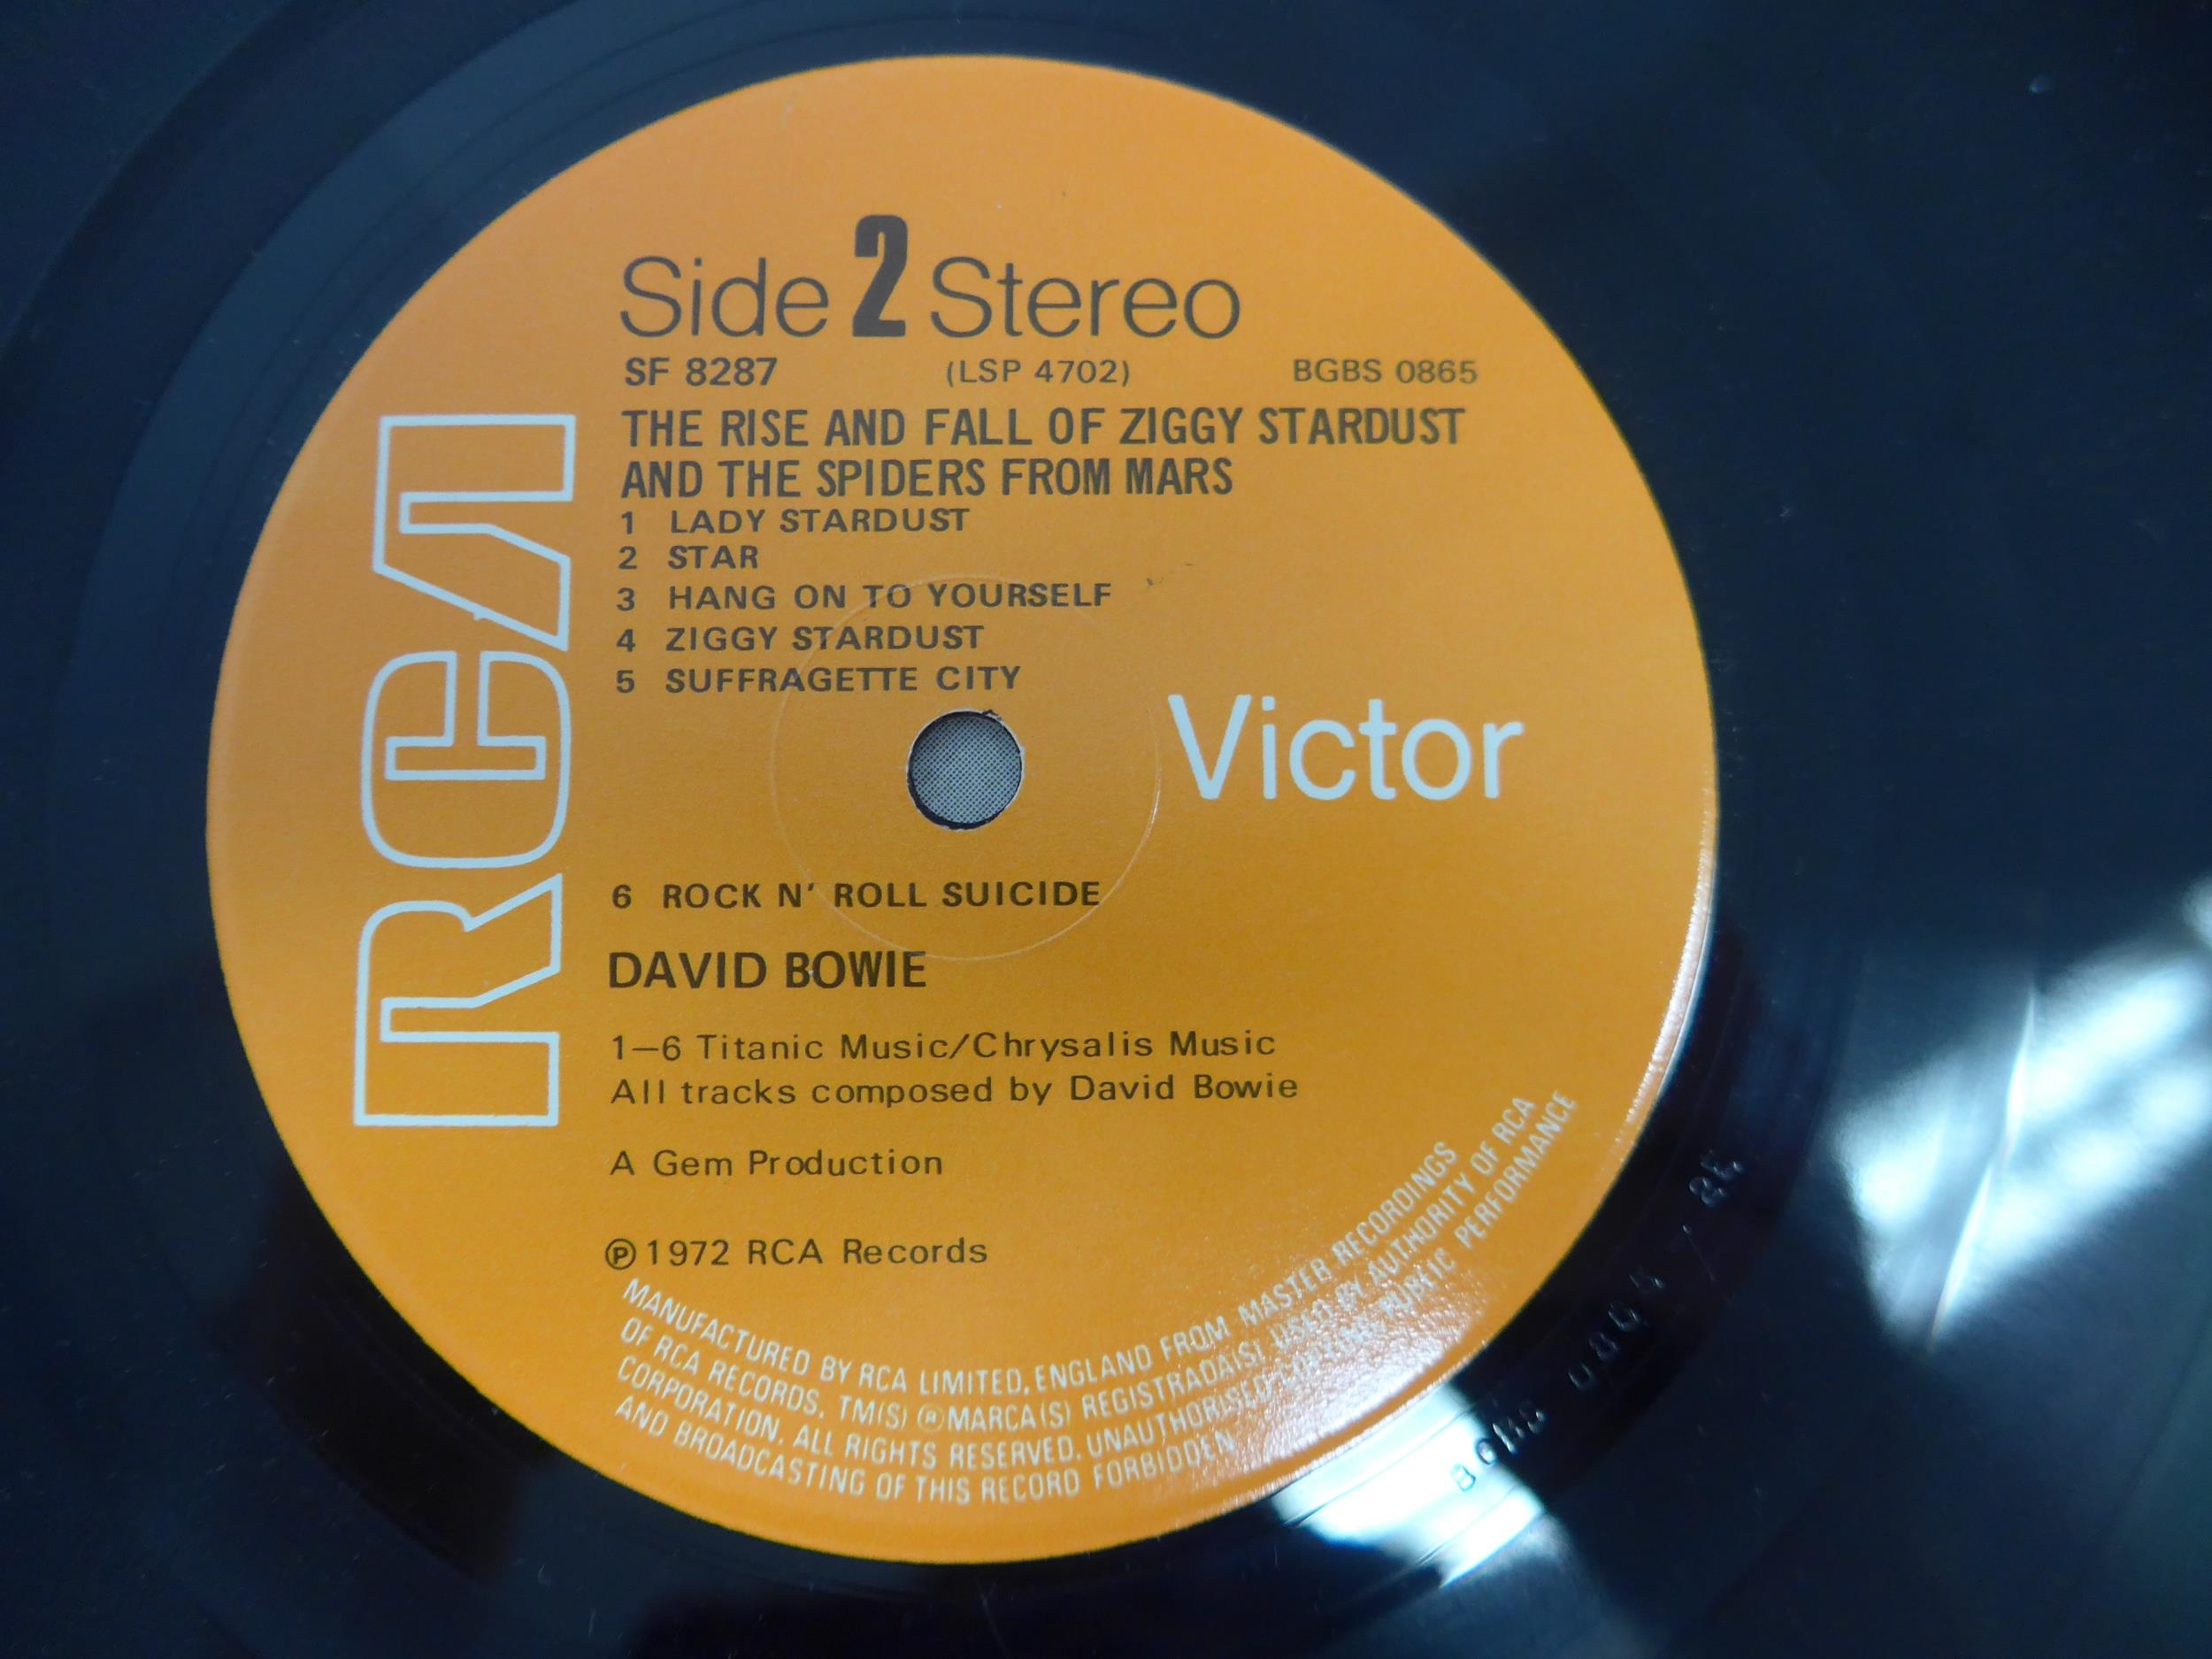 Side 2 Stereo
SF 8287 (LSP 4702) BGBS 0865
THE RISE AND FALL OF ZIGGY STARDUST
AND THE SPIDERS FROM MARS
1 LADY STARDUST
2 STAR
3 HANG ON TO YOURSELF
4 ZIGGY STARDUST
5 SUFFRAGETTE CITY
RCA
Victor
6 ROCK N' ROLL SUICIDE
DAVID BOWIE
1–6 Titanic Music/Chrysalis Music
All tracks composed by David Bowie
A Gem Production
℗ 1972 RCA Records
MANUFACTURED BY RCA LIMITED, ENGLAND FROM MASTER RECORDINGS
OF RCA RECORDS, TM(S) ® MARCA(S) REGISTRADA(S) USED BY AUTHORITY OF RCA
CORPORATION. ALL RIGHTS RESERVED. UNAUTHORISED COPYING PUBLIC PERFORMANCE
AND BROADCASTING OF THIS RECORD FORBIDDEN